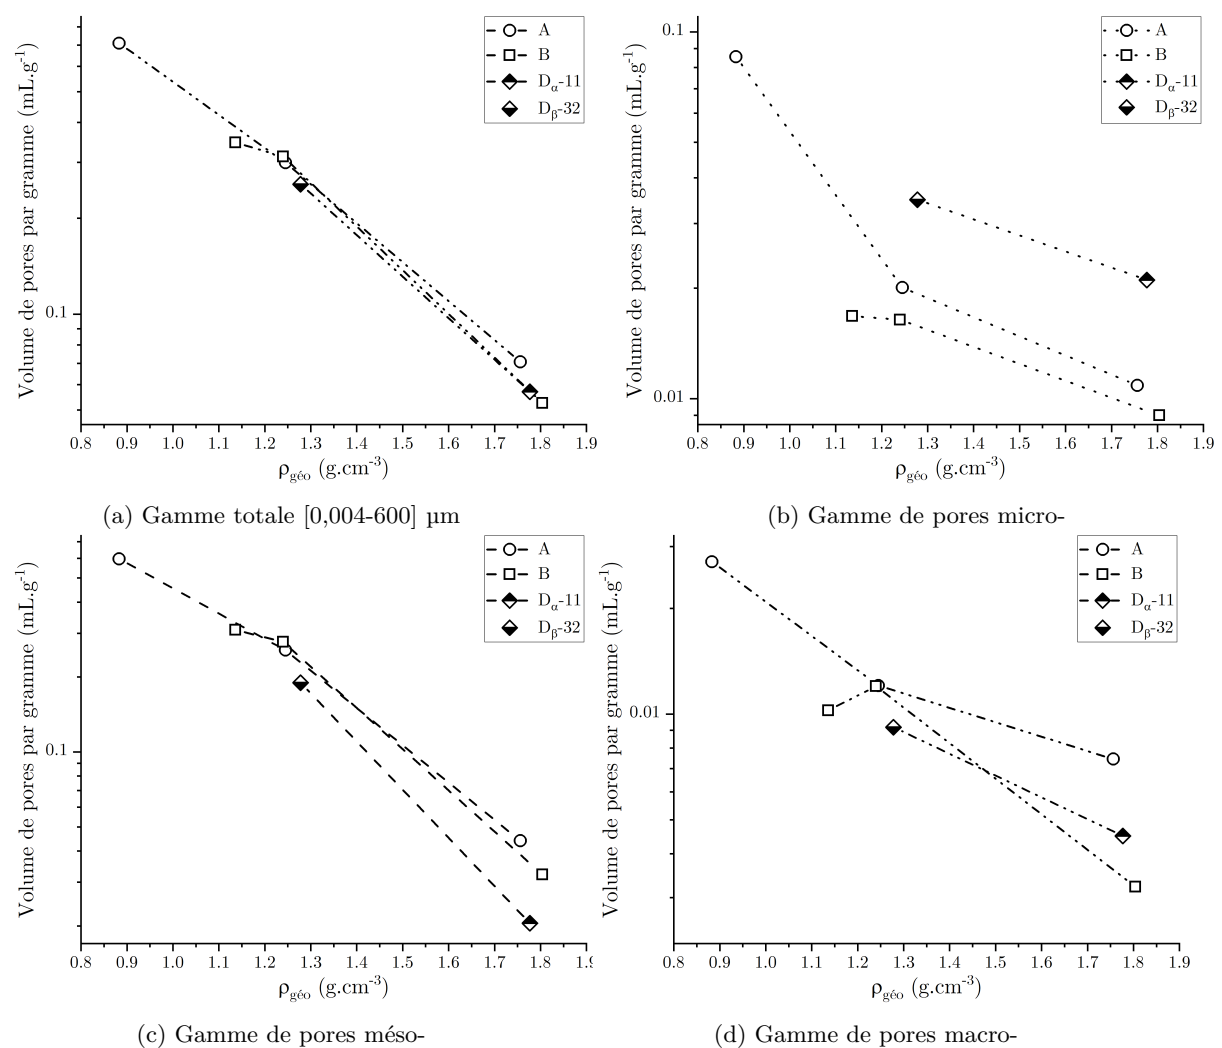 A
B
Dα-11
Dβ-32
Volume de pores par gramme (mL.g-1)
0.1
0.8 0.9 1.0 1.1 1.2 1.3 1.4 1.5 1.6 1.7 1.8 1.9
ρgéo (g.cm-3)
(a) Gamme totale [0,004-600] µm
A
B
Dα-11
Dβ-32
Volume de pores par gramme (mL.g-1)
0.1
0.01
0.8 0.9 1.0 1.1 1.2 1.3 1.4 1.5 1.6 1.7 1.8 1.9
ρgéo (g.cm-3)
(b) Gamme de pores micro-
A
B
Dα-11
Dβ-32
Volume de pores par gramme (mL.g-1)
0.1
0.8 0.9 1.0 1.1 1.2 1.3 1.4 1.5 1.6 1.7 1.8 1.9
ρgéo (g.cm-3)
(c) Gamme de pores méso-
A
B
Dα-11
Dβ-32
Volume de pores par gramme (mL.g-1)
0.01
0.8 0.9 1.0 1.1 1.2 1.3 1.4 1.5 1.6 1.7 1.8 1.9
ρgéo (g.cm-3)
(d) Gamme de pores macro-